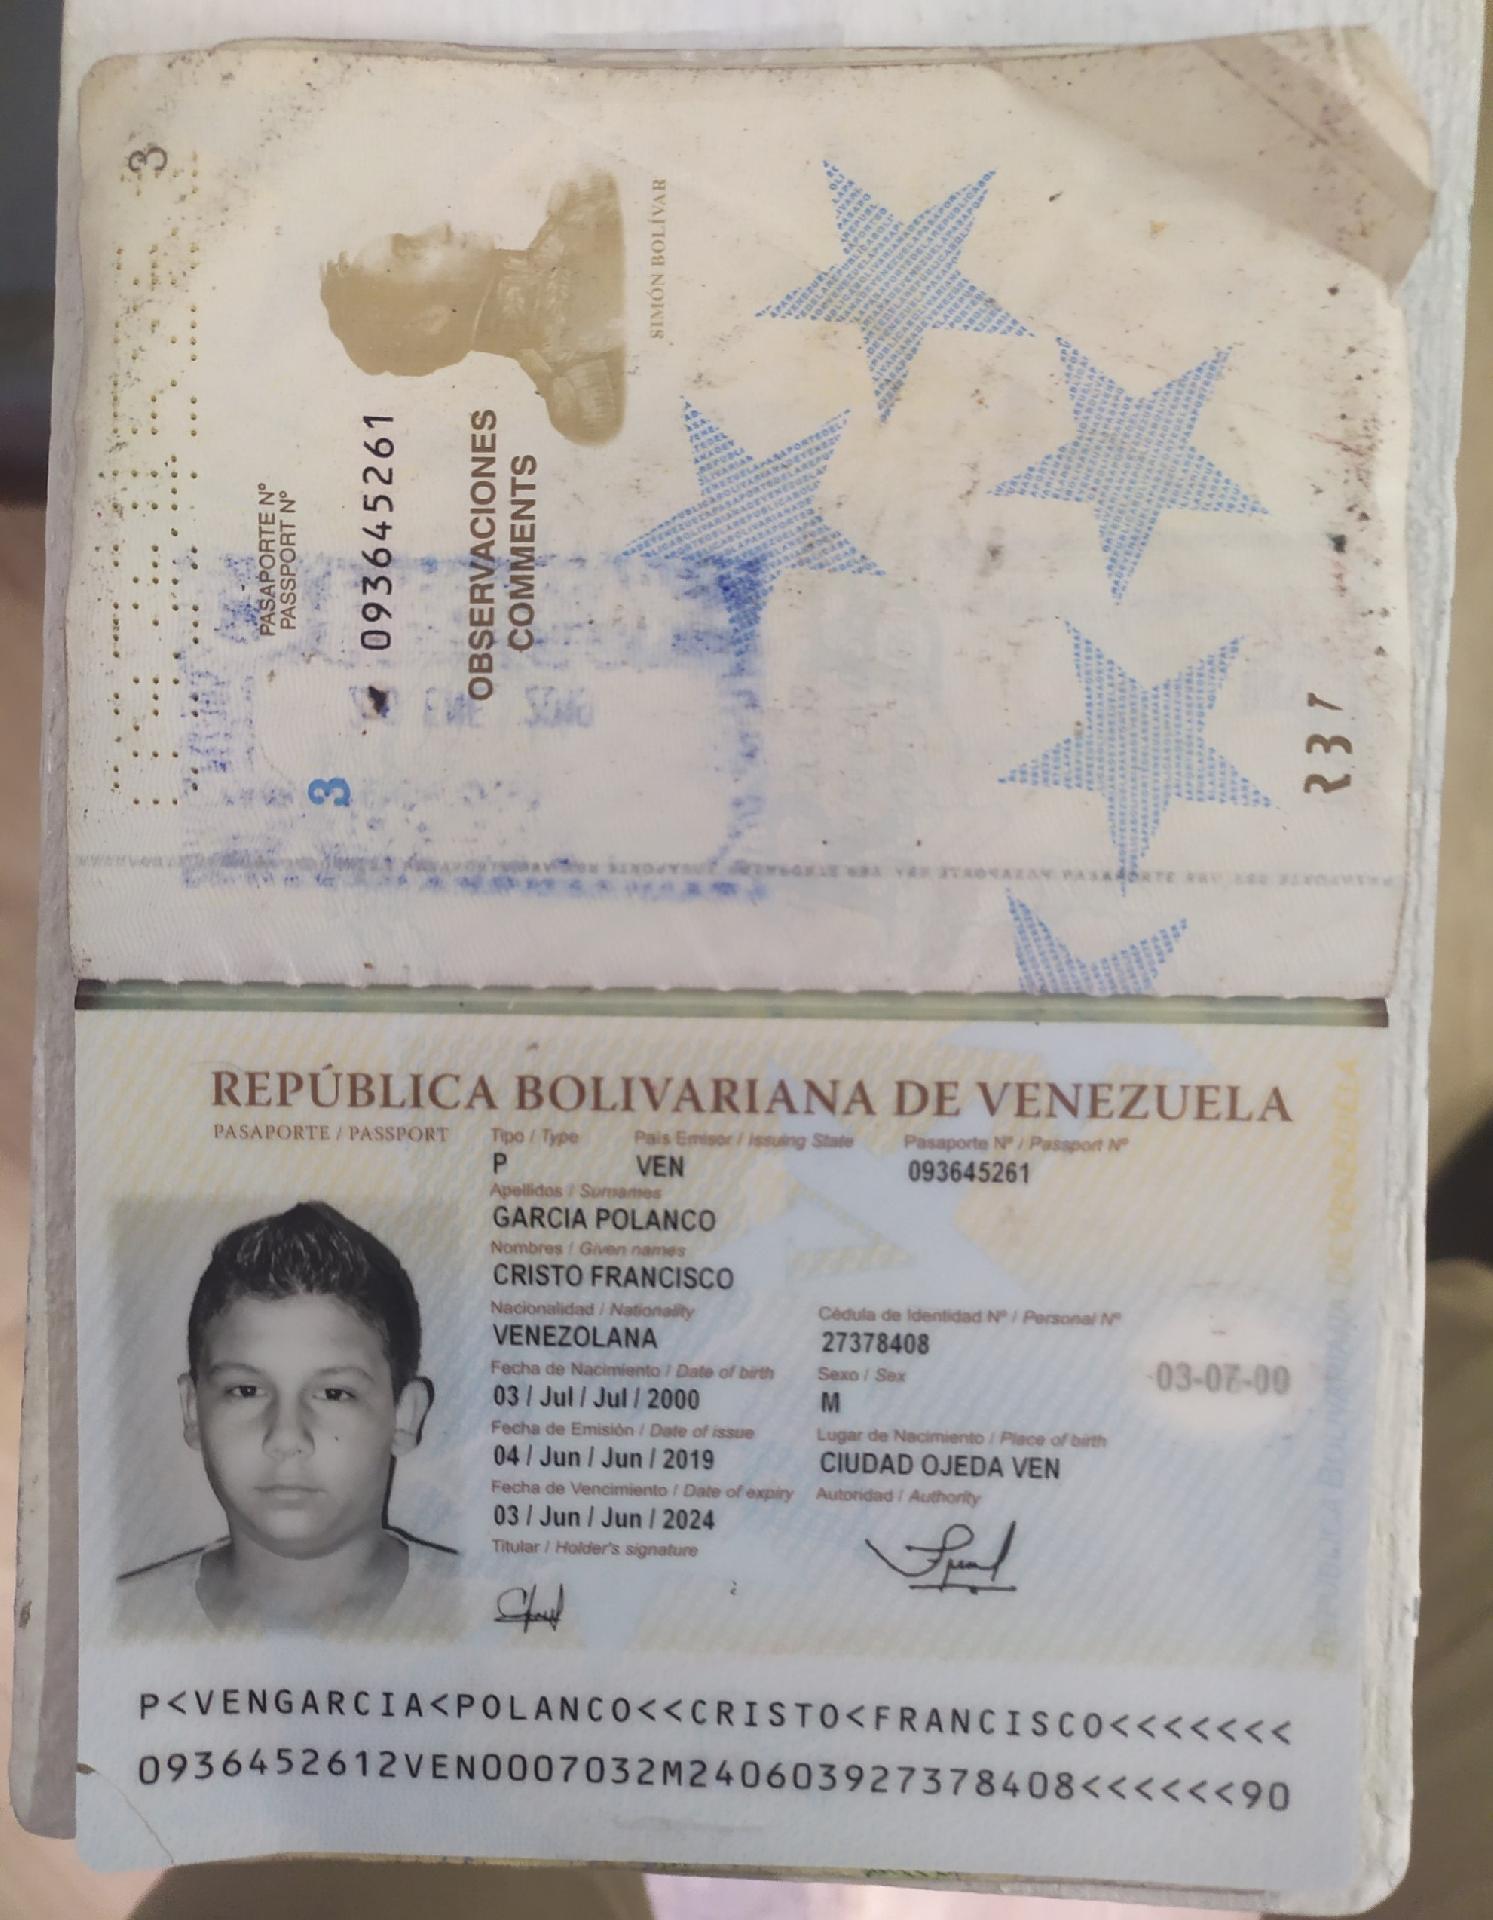 3
PASAPORTE Nº
PASSPORT Nº
093645261
OBSERVACIONES
COMMENTS
SIMÓN BOLÍVAR
3
REPÚBLICA BOLIVARIANA DE VENEZUELA
PASAPORTE / PASSPORT
Tipo / Type País Emisor / Issuing State Pasaporte Nº / Passport Nº
P VEN 093645261
Apellidos / Surnames
GARCIA POLANCO
Nombres / Given names
CRISTO FRANCISCO
Nacionalidad / Nationality Cédula de Identidad Nº / Personal Nº
VENEZOLANA 27378408
Fecha de Nacimiento / Date of birth Sexo / Sex
03 / Jul / Jul / 2000 M
03-07-00
Fecha de Emisión / Date of issue Lugar de Nacimiento / Place of birth
04 / Jun / Jun / 2019 CIUDAD OJEDA VEN
Fecha de Vencimiento / Date of expiry Autoridad / Authority
03 / Jun / Jun / 2024
Titular / Holder's signature
P<VENGARCIA<POLANCO<<CRISTO<FRANCISCO<<<<<<<
0936452612VEN0007032M240603927378408<<<<<<90